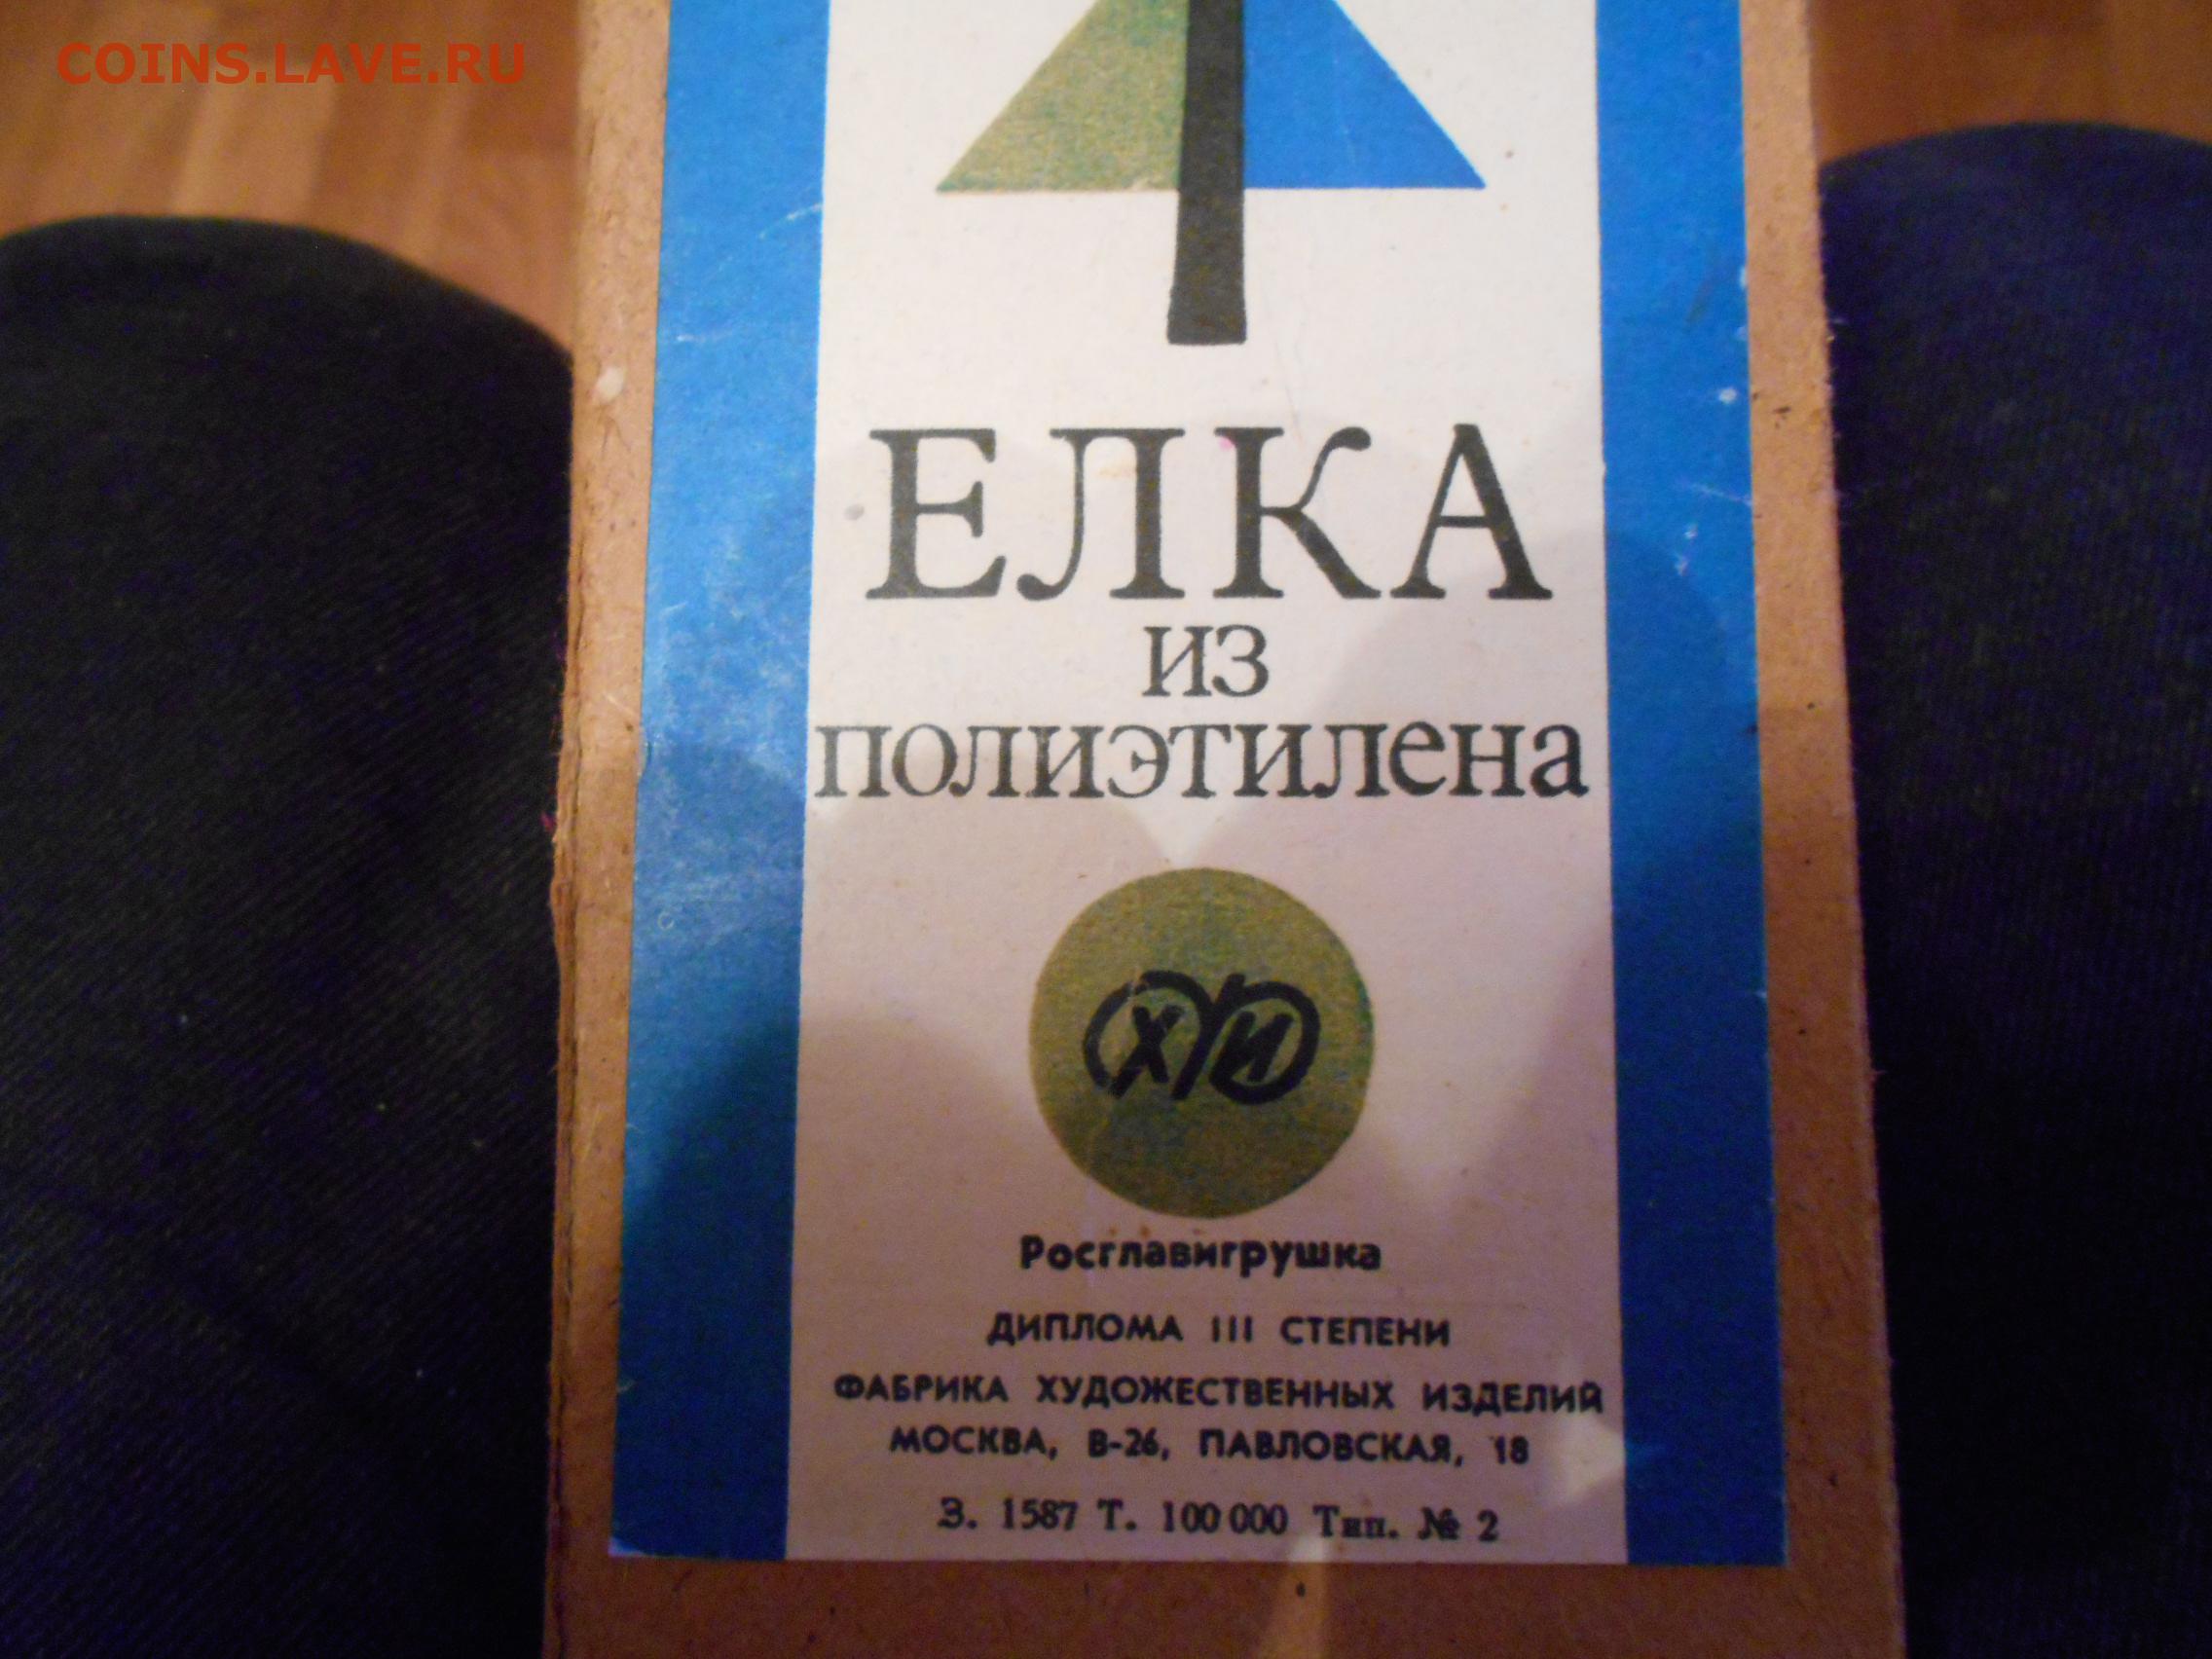 COINS.LAVE.RU
ЕЛКА
из
полиэтилена
ХИ
Росглавигрушка
ДИПЛОМА III СТЕПЕНИ
ФАБРИКА ХУДОЖЕСТВЕННЫХ ИЗДЕЛИЙ
МОСКВА, В-26, ПАВЛОВСКАЯ, 18
З. 1587 Т. 100 000 Тип. № 2